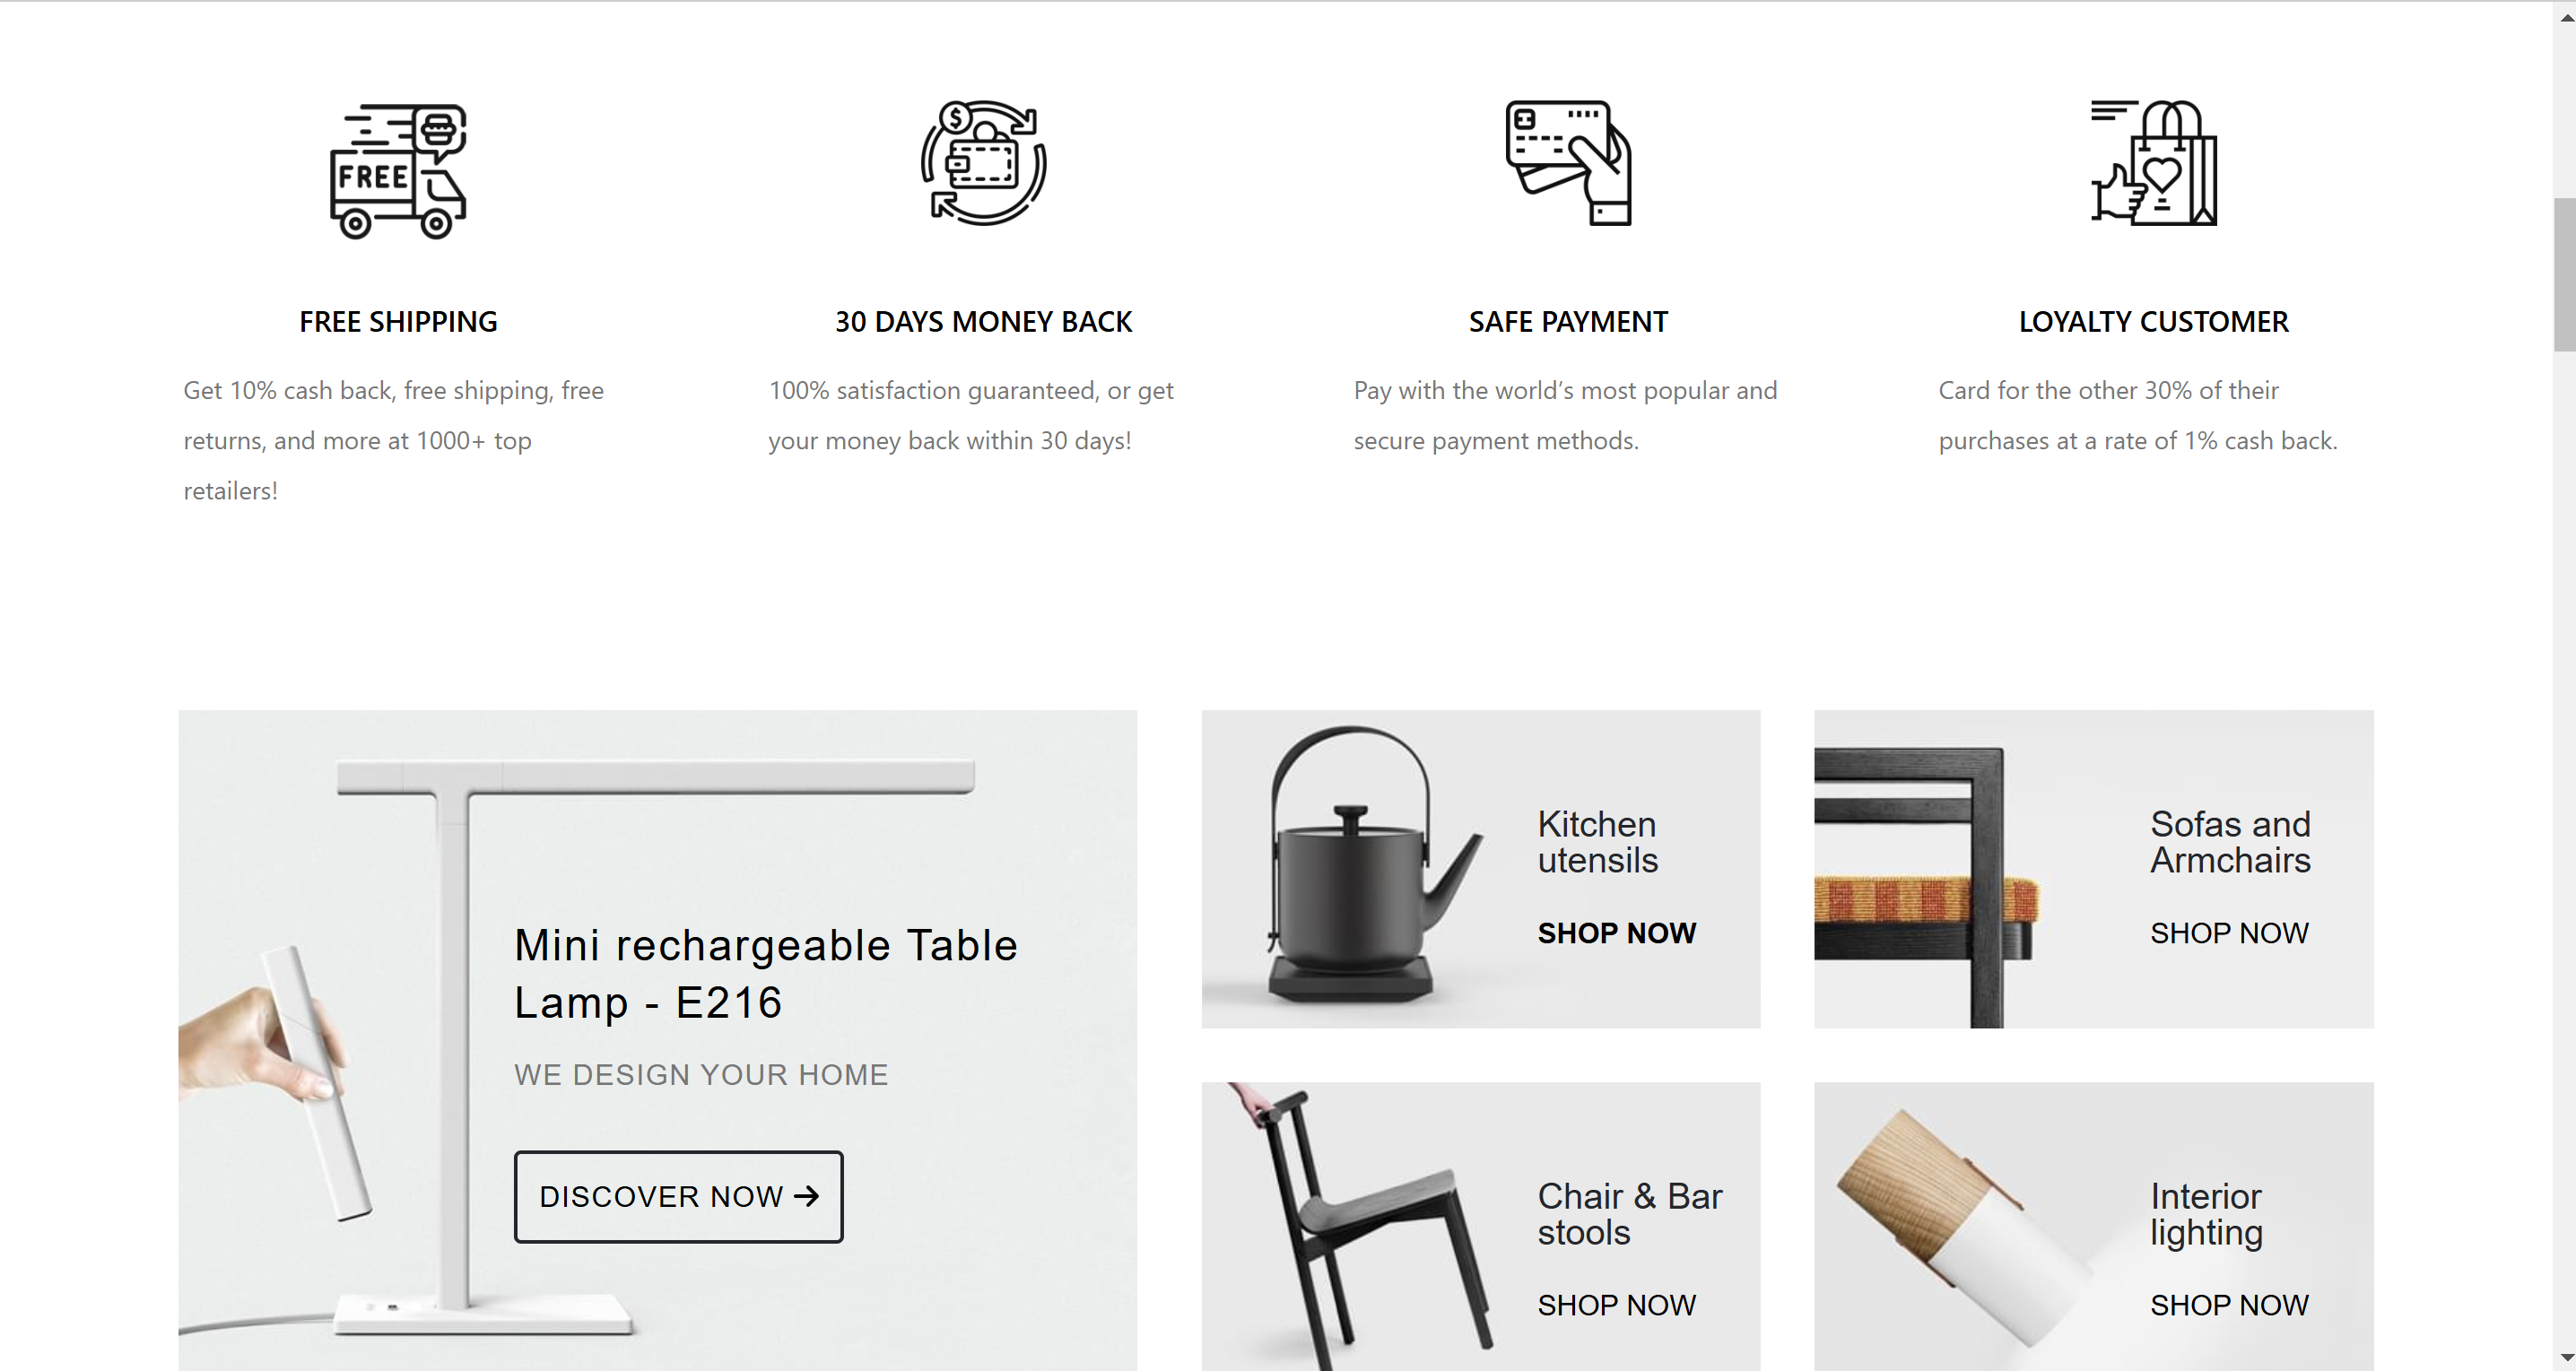 FREE
$
FREE SHIPPING
Get 10% cash back, free shipping, free
returns, and more at 1000+ top
retailers!
30 DAYS MONEY BACK
100% satisfaction guaranteed, or get
your money back within 30 days!
SAFE PAYMENT
Pay with the world’s most popular and
secure payment methods.
LOYALTY CUSTOMER
Card for the other 30% of their
purchases at a rate of 1% cash back.
Mini rechargeable Table
Lamp - E216
WE DESIGN YOUR HOME
DISCOVER NOW
Kitchen
utensils
SHOP NOW
Sofas and
Armchairs
SHOP NOW
Chair & Bar
stools
SHOP NOW
Interior
lighting
SHOP NOW